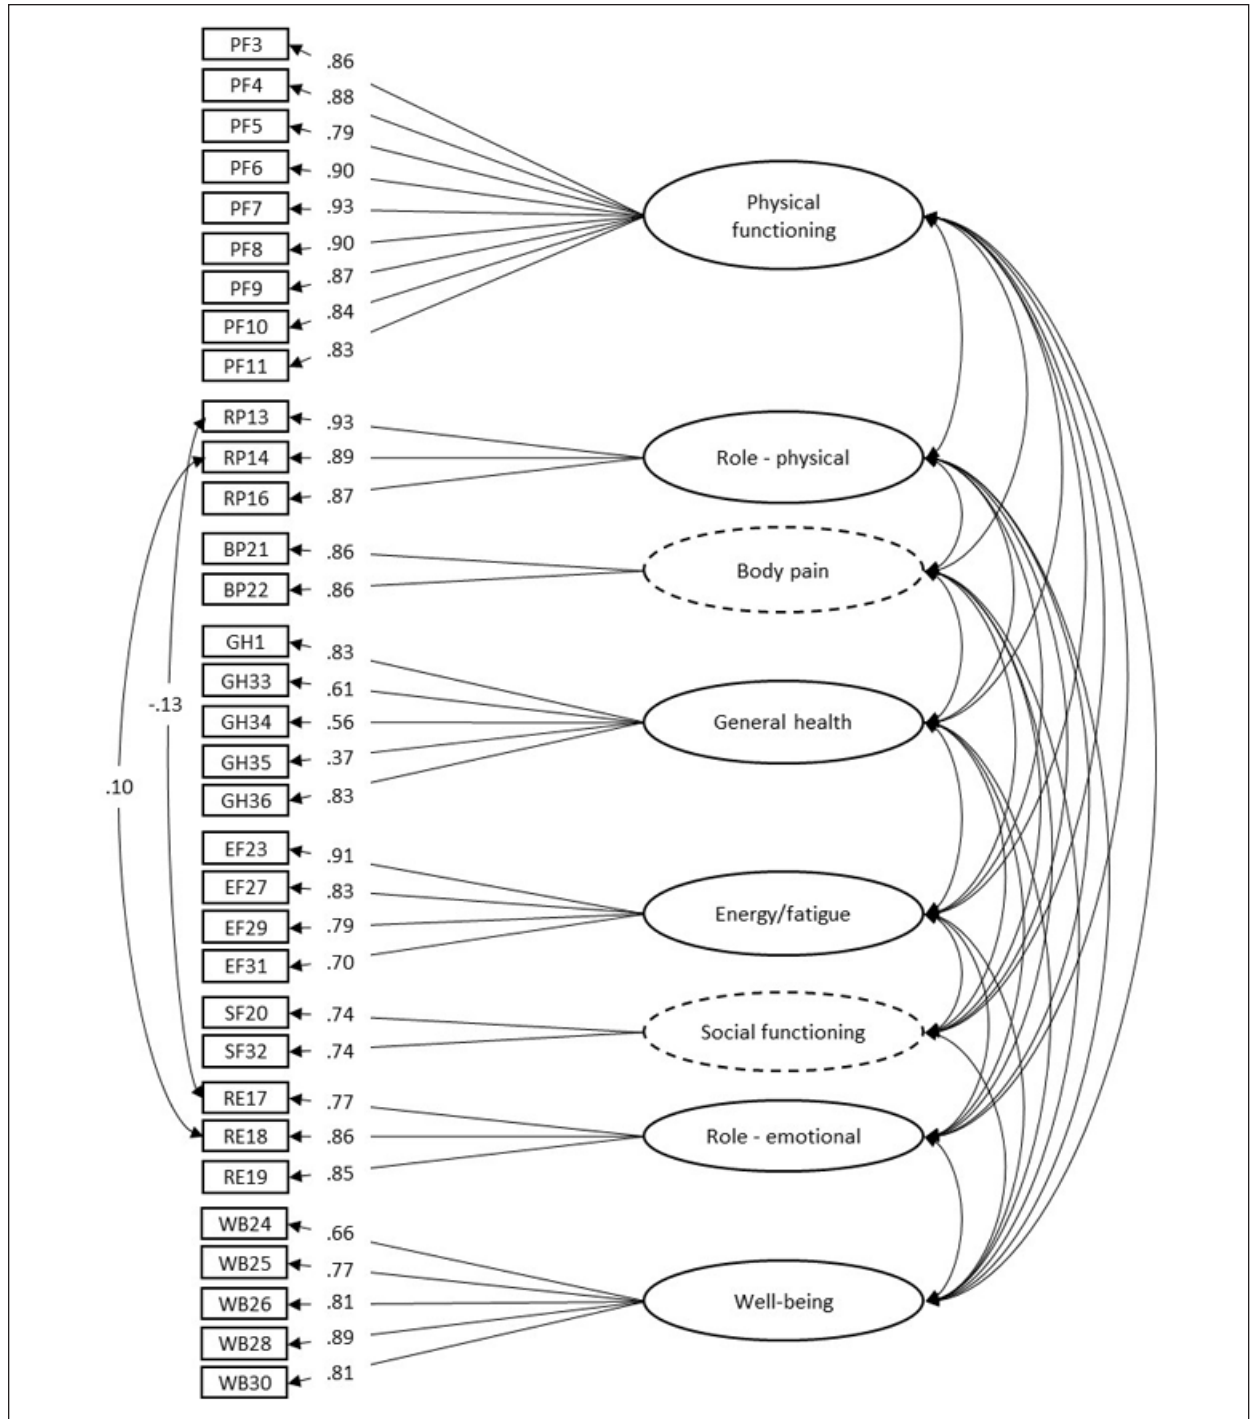 PF3
.86
PF4
.88
PF5
.79
PF6
.90
PF7
.93
PF8
.90
PF9
.87
PF10
.84
PF11
.83
Physical
functioning
RP13
.93
RP14
.89
RP16
.87
Role - physical
BP21
.86
BP22
.86
Body pain
GH1
.83
GH33
.61
GH34
.56
GH35
.37
GH36
.83
General health
-.13
.10
EF23
.91
EF27
.83
EF29
.79
EF31
.70
Energy/fatigue
SF20
.74
SF32
.74
Social functioning
RE17
.77
RE18
.86
RE19
.85
Role - emotional
WB24
.66
WB25
.77
WB26
.81
WB28
.89
WB30
.81
Well-being